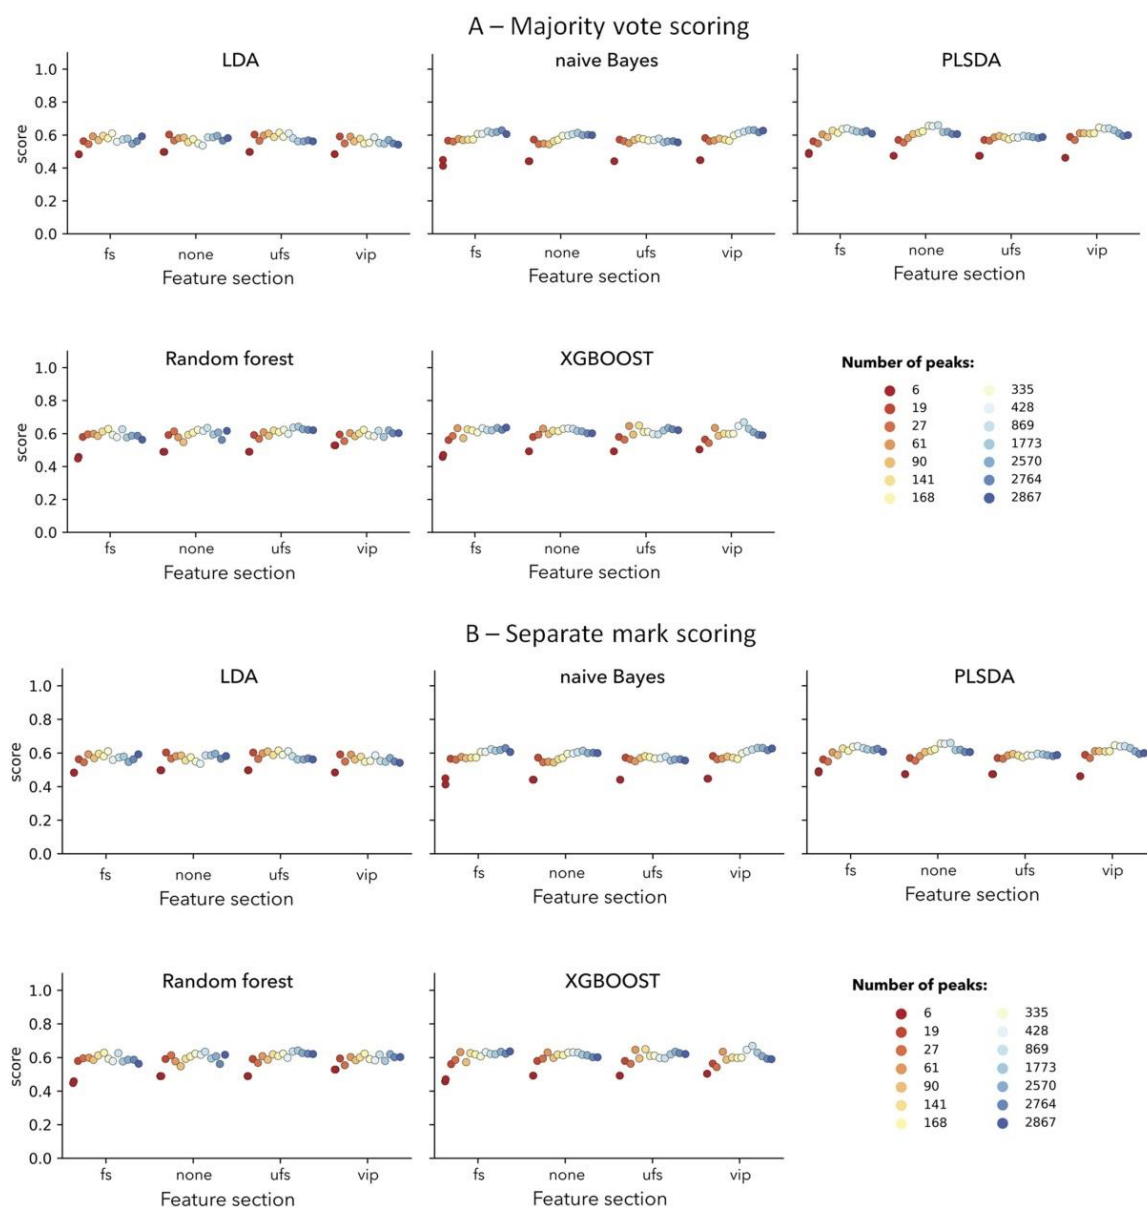 A – Majority vote scoring
LDA
naive Bayes
PLSDA
1.0
0.8
0.6
0.4
0.2
0.0
score
fs none ufs vip
Feature section
fs none ufs vip
Feature section
fs none ufs vip
Feature section
Random forest
XGBOOST
1.0
0.8
0.6
0.4
0.2
0.0
score
fs none ufs vip
Feature section
fs none ufs vip
Feature section
Number of peaks:
6 335
19 428
27 869
61 1773
90 2570
141 2764
168 2867
B – Separate mark scoring
LDA
naive Bayes
PLSDA
1.0
0.8
0.6
0.4
0.2
0.0
score
fs none ufs vip
Feature section
fs none ufs vip
Feature section
fs none ufs vip
Feature section
Random forest
XGBOOST
1.0
0.8
0.6
0.4
0.2
0.0
score
fs none ufs vip
Feature section
fs none ufs vip
Feature section
Number of peaks:
6 335
19 428
27 869
61 1773
90 2570
141 2764
168 2867